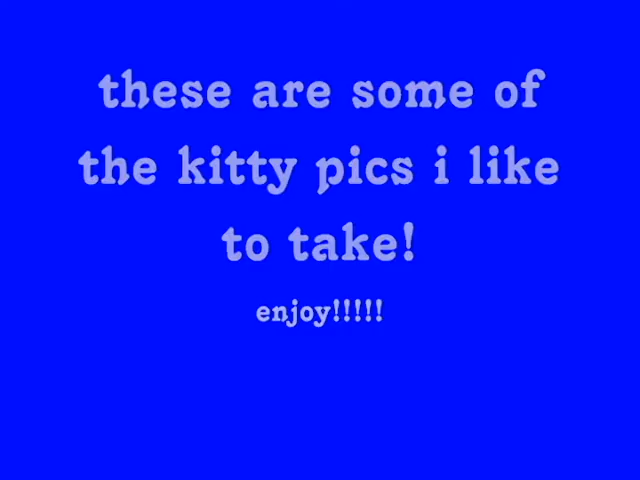 these are some of
the kitty pics i like
to take!
enjoy!!!!!